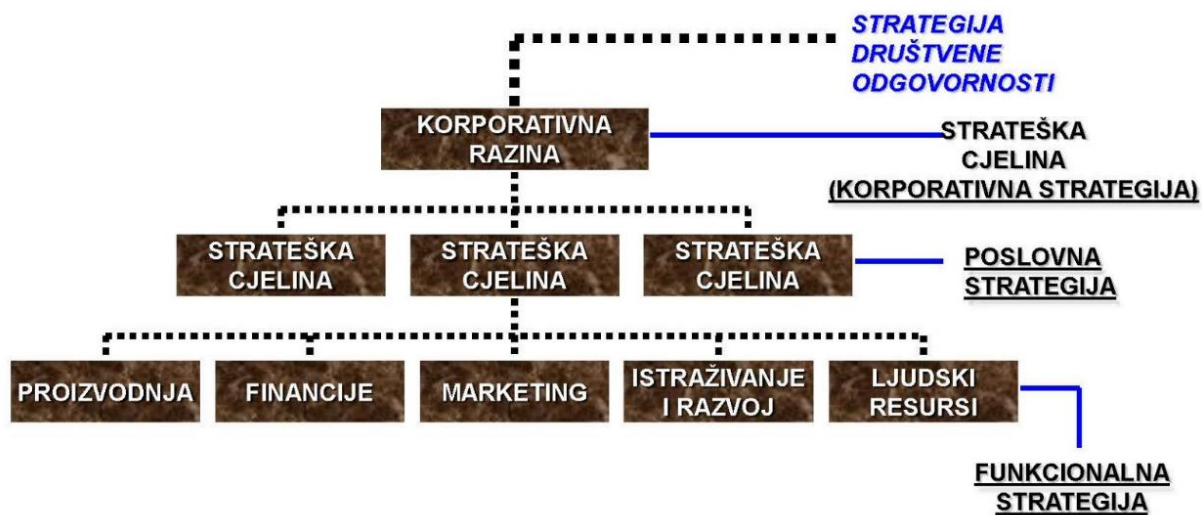 STRATEGIJA
DRUŠTVENE
ODGOVORNOSTI
KORPORATIVNA
RAZINA
STRATEŠKA
CJELINA
(KORPORATIVNA STRATEGIJA)
STRATEŠKA
CJELINA
STRATEŠKA
CJELINA
STRATEŠKA
CJELINA
POSLOVNA
STRATEGIJA
PROIZVODNJA
FINANCIJE
MARKETING
ISTRAŽIVANJE
I RAZVOJ
LJUDSKI
RESURSI
FUNKCIONALNA
STRATEGIJA